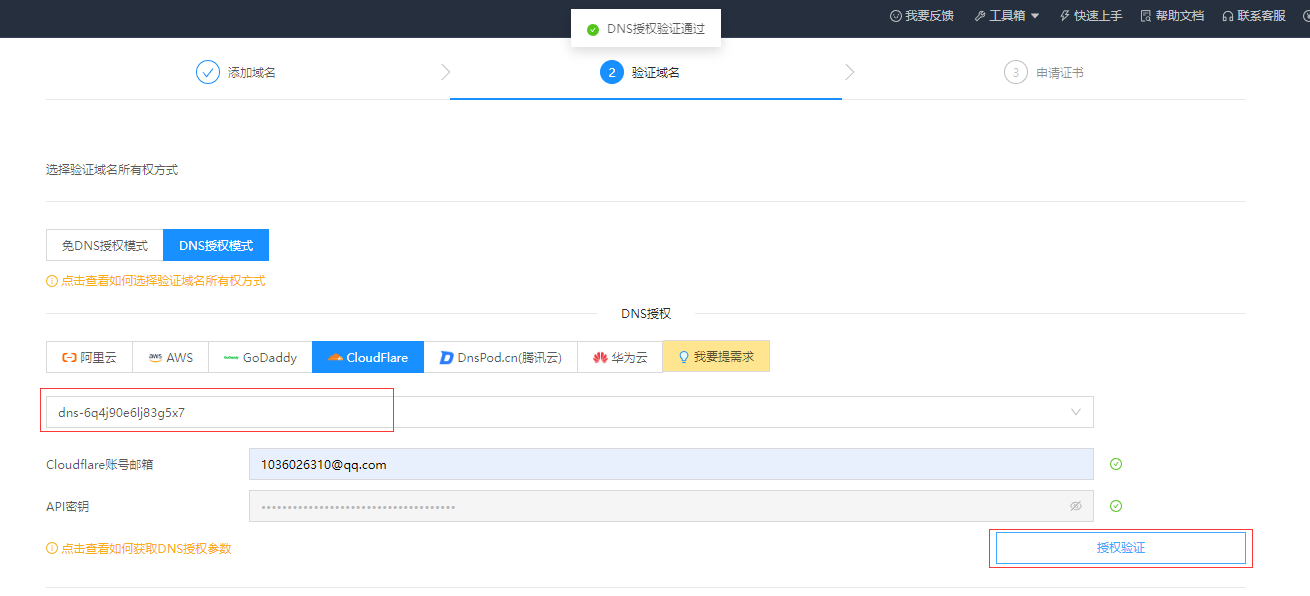 我要反馈 工具箱 快速上手 帮助文档 联系客服
DNS授权验证通过
添加域名 2 验证域名 3 申请证书
选择验证域名所有权方式
免DNS授权模式 DNS授权模式
点击查看如何选择验证域名所有权方式
DNS授权
阿里云 aws AWS GoDaddy CloudFlare DnsPod.cn(腾讯云) 华为云 我要提需求
dns-6q4j90e6lj83g5x7
Cloudflare账号邮箱 1036026310@qq.com
API密钥
点击查看如何获取DNS授权参数 授权验证